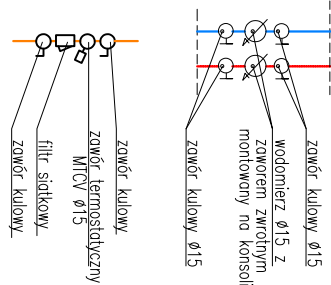 zawór kulowy
filtr siatkowy
zawór termostatyczny
MTCV ø15
zawór kulowy
zawór kulowy ø15
wodomierz ø15 z
zaworem zwrotnym
montowany na konsoli
zawór kulowy ø15